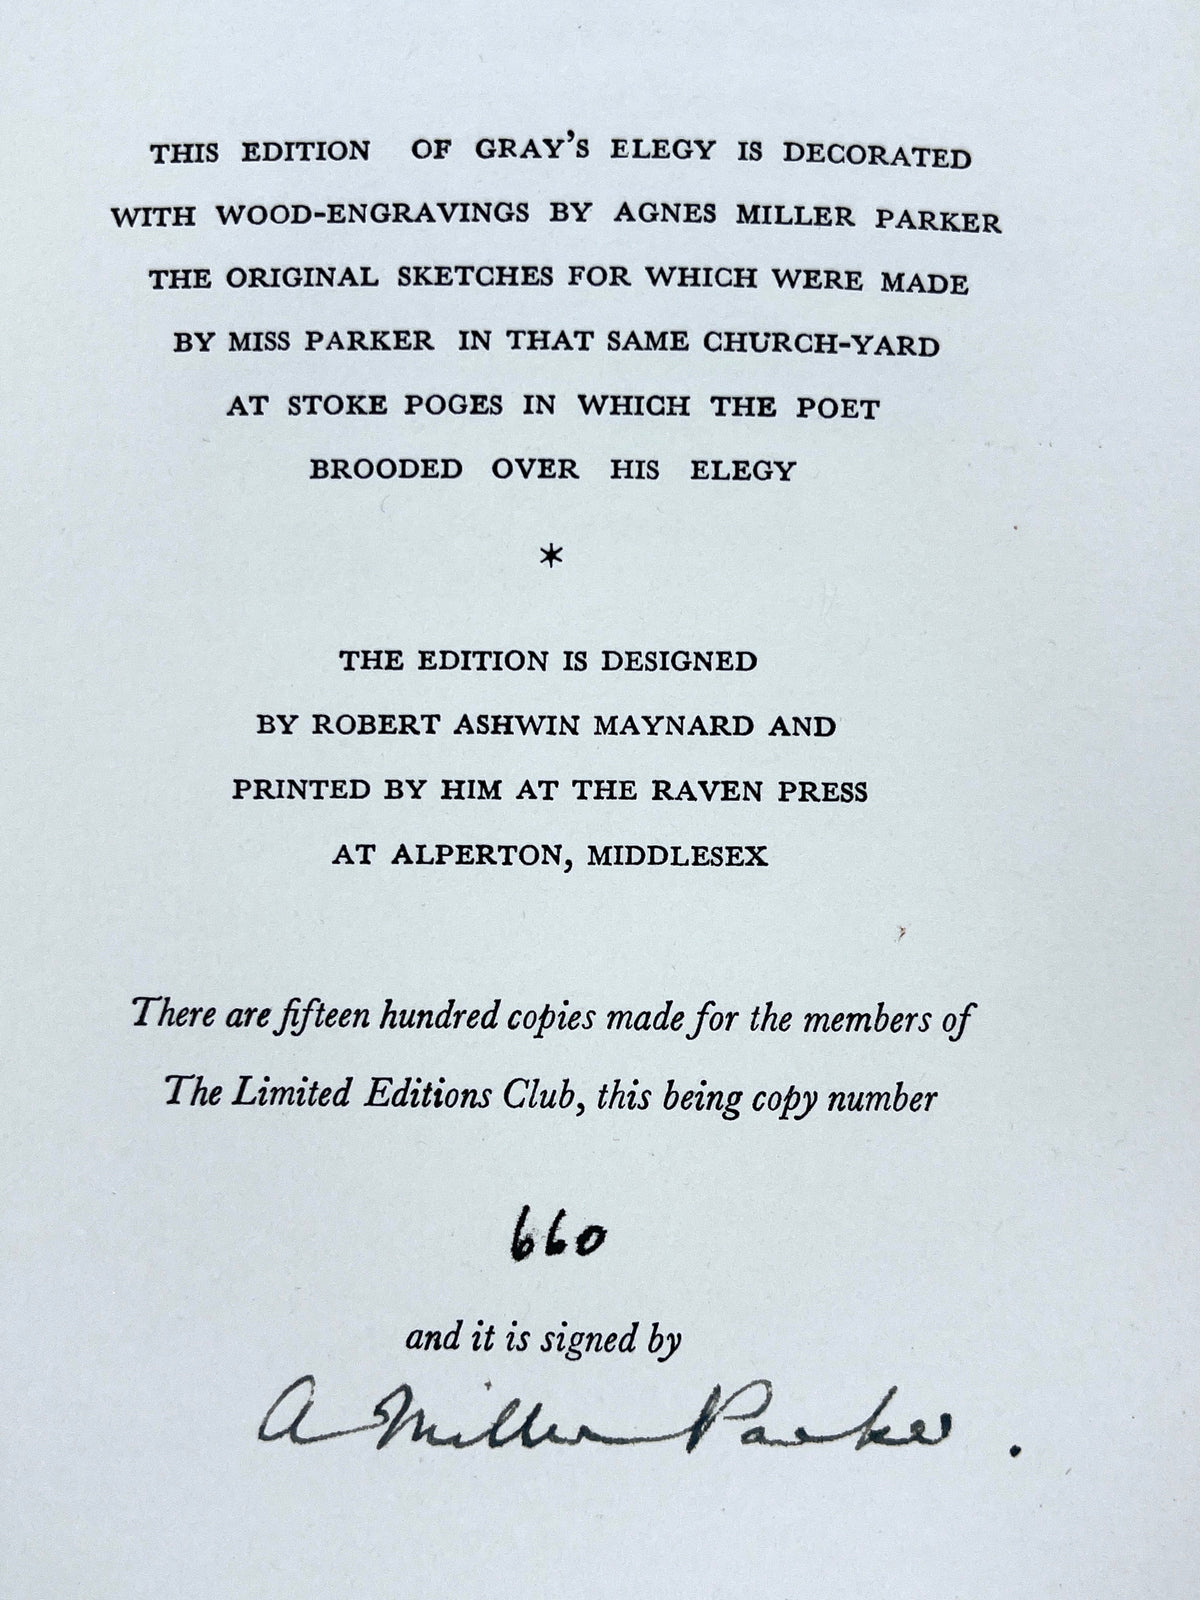 THIS EDITION OF GRAY'S ELEGY IS DECORATED
WITH WOOD-ENGRAVINGS BY AGNES MILLER PARKER
THE ORIGINAL SKETCHES FOR WHICH WERE MADE
BY MISS PARKER IN THAT SAME CHURCH-YARD
AT STOKE POGES IN WHICH THE POET
BROODED OVER HIS ELEGY
*
THE EDITION IS DESIGNED
BY ROBERT ASHWIN MAYNARD AND
PRINTED BY HIM AT THE RAVEN PRESS
AT ALPERTON, MIDDLESEX
There are fifteen hundred copies made for the members of
The Limited Editions Club, this being copy number
660
and it is signed by
A Miller Parker.